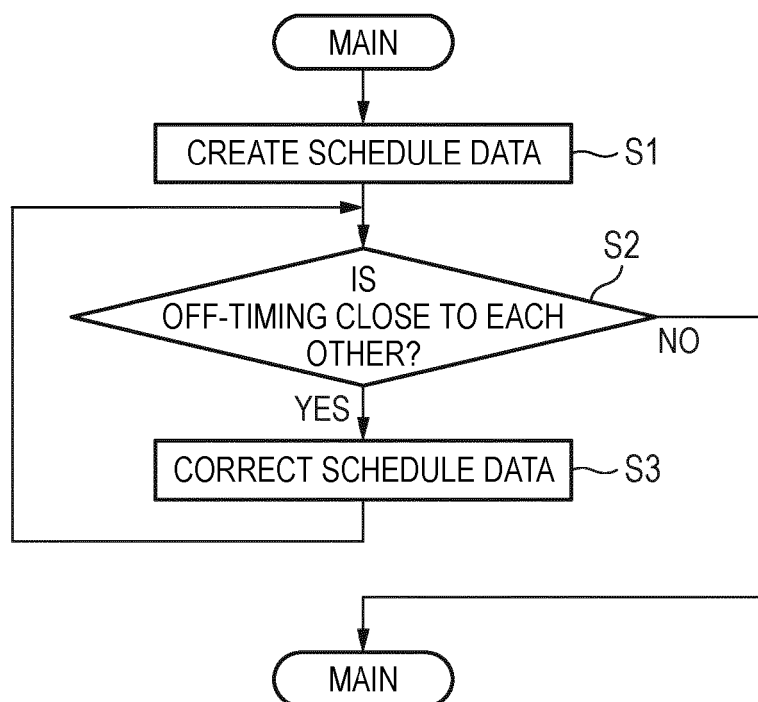 MAIN
CREATE SCHEDULE DATA
S1
S2
IS
OFF-TIMING CLOSE TO EACH
OTHER?
NO
YES
CORRECT SCHEDULE DATA
S3
MAIN